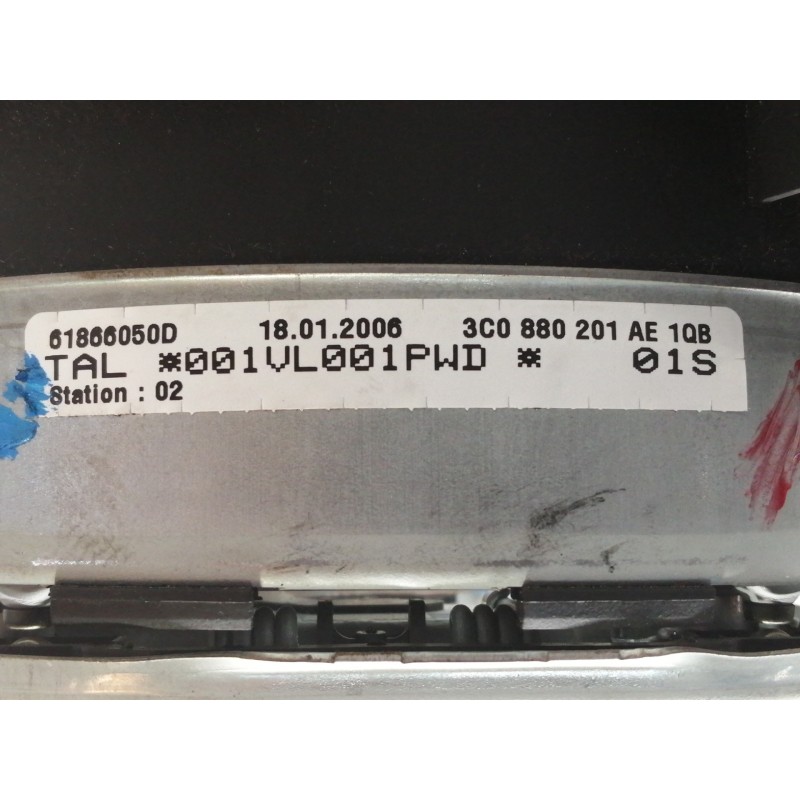 61866050D 18.01.2006 3C0 880 201 AE 1QB
TAL *001VL001PWD * 01S
Station : 02